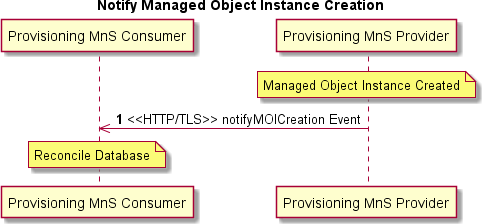 Notify Managed Object Instance Creation
Provisioning MnS Consumer
Provisioning MnS Provider
Managed Object Instance Created
1 <<HTTP/TLS>> notifyMOICreation Event
Reconcile Database
Provisioning MnS Consumer
Provisioning MnS Provider